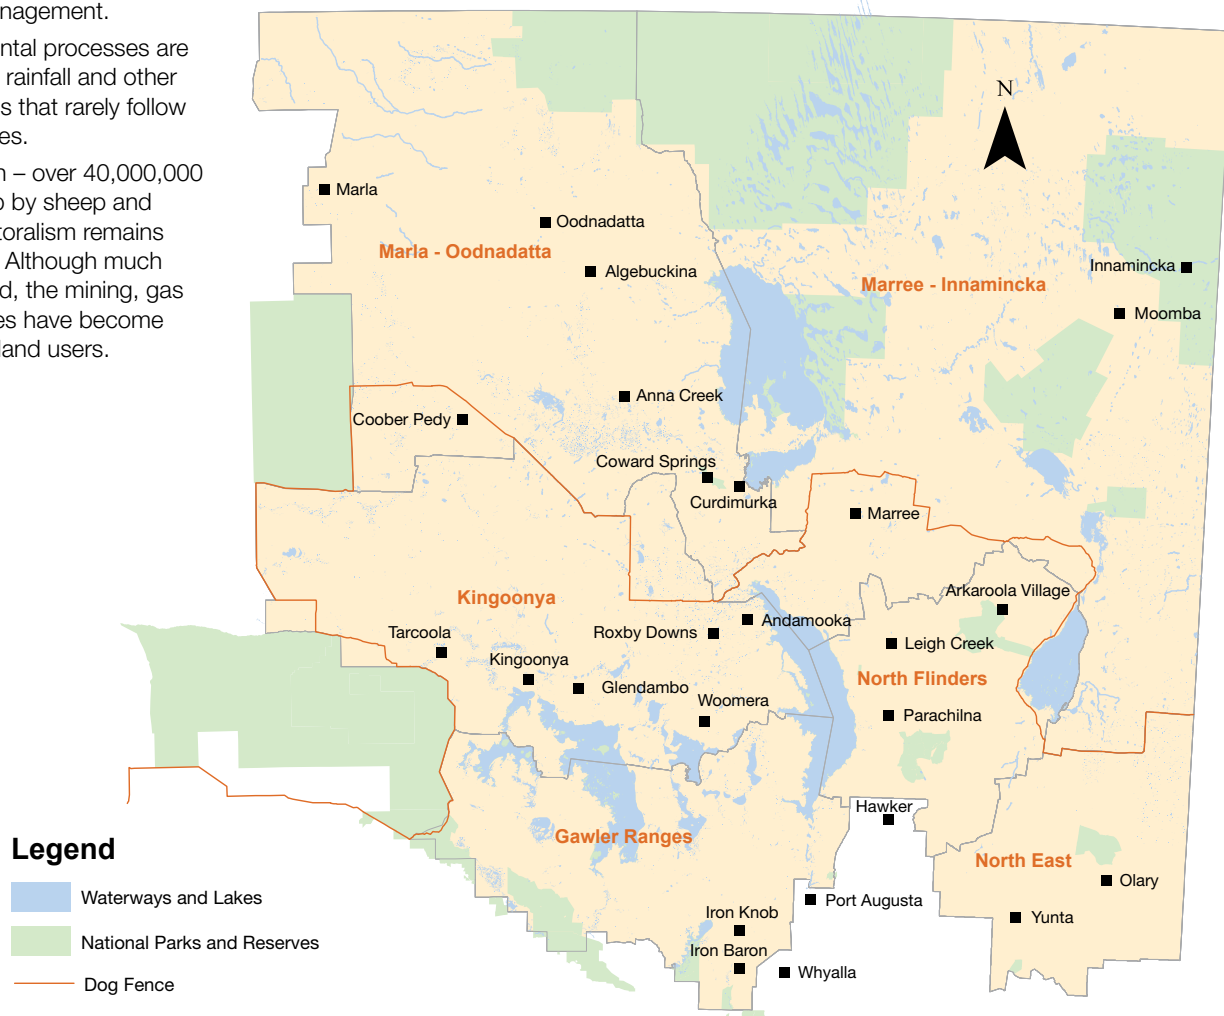 nagement.
ntal processes are
rainfall and other
s that rarely follow
es.
n – over 40,000,000
o by sheep and
toralism remains
Although much
d, the mining, gas
es have become
land users.
N
Marla
Oodnadatta
Marla - Oodnadatta
Algebuckina
Innamincka
Marree - Innamincka
Moomba
Anna Creek
Coober Pedy
Coward Springs
Curdimurka
Marree
Arkaroola Village
Kingoonya
Andamooka
Tarcoola
Roxby Downs
Leigh Creek
Kingoonya
North Flinders
Glendambo
Woomera
Parachilna
Hawker
Gawler Ranges
North East
Olary
Port Augusta
Iron Knob
Yunta
Iron Baron
Whyalla
Legend
Waterways and Lakes
National Parks and Reserves
Dog Fence